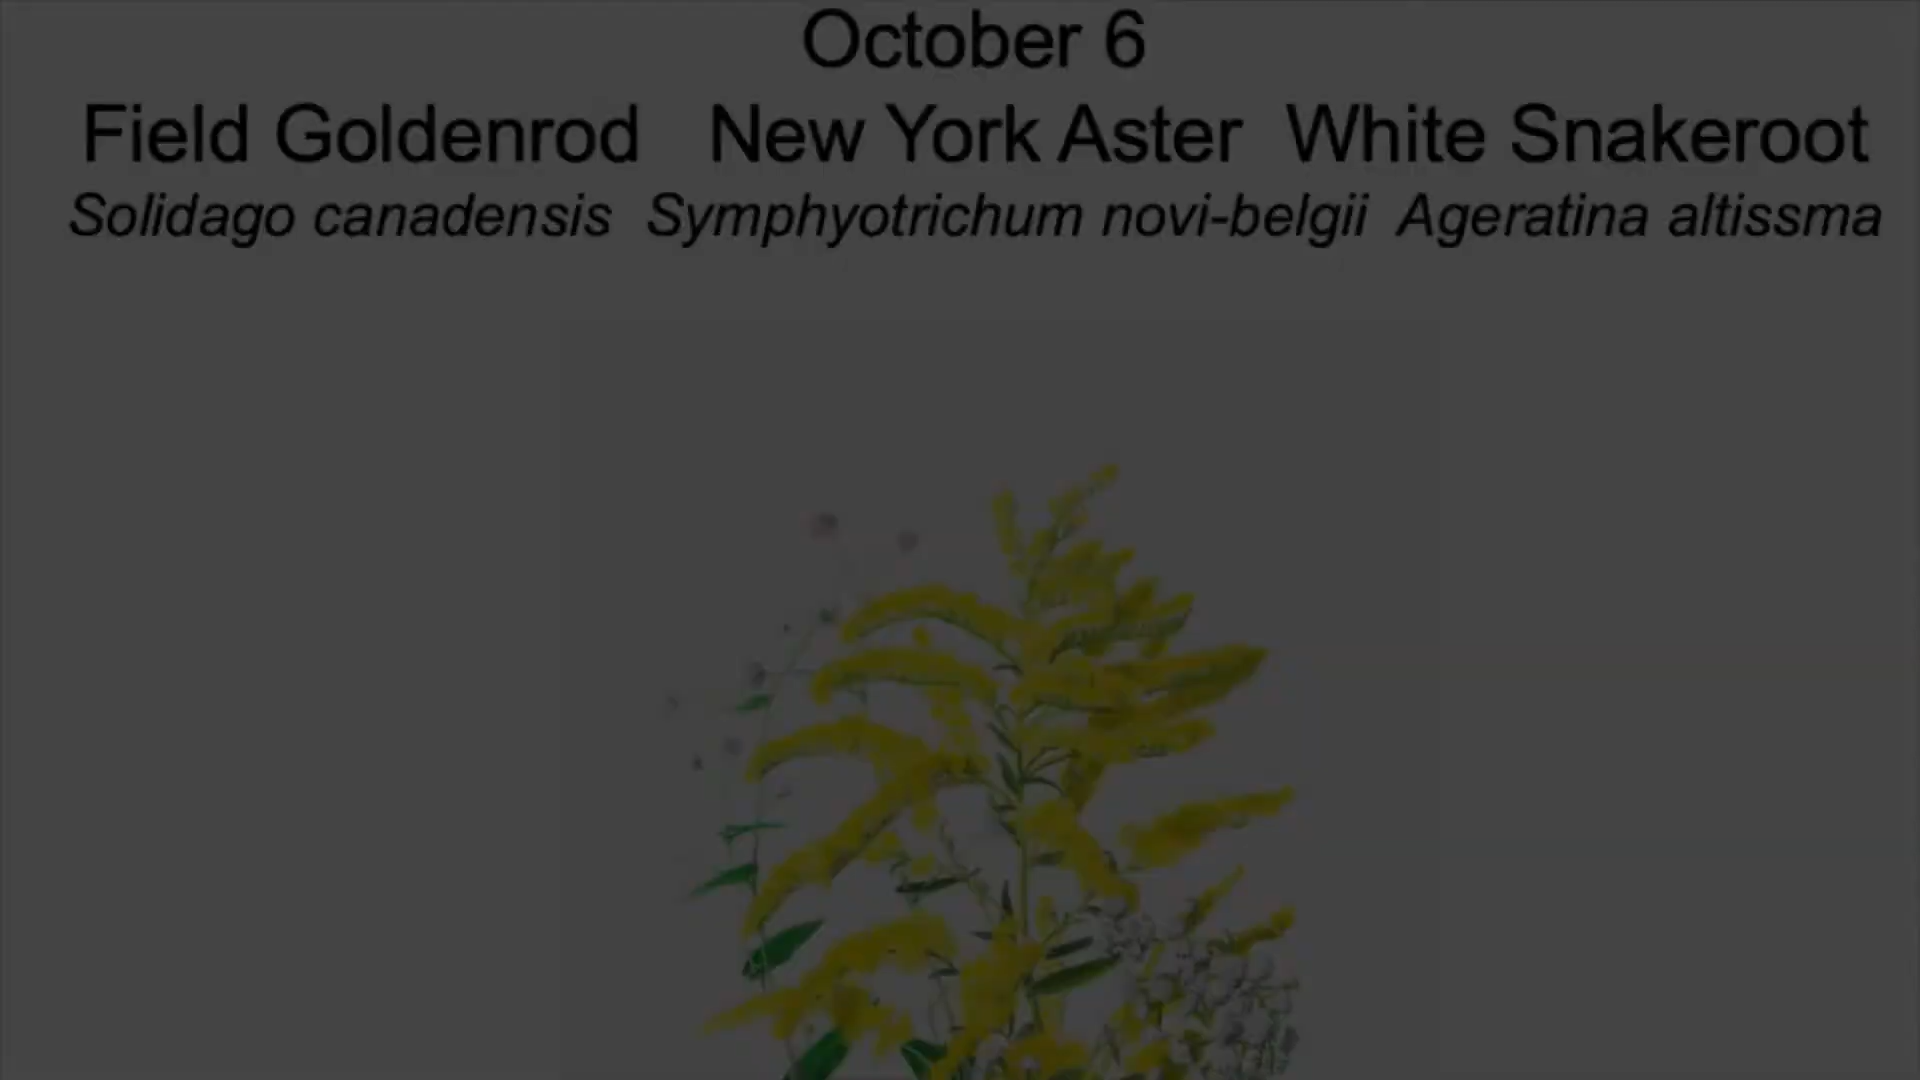 October 6
Field Goldenrod New York Aster White Snakeroot
Solidago canadensis Symphyotrichum novi-belgii Ageratina altissma